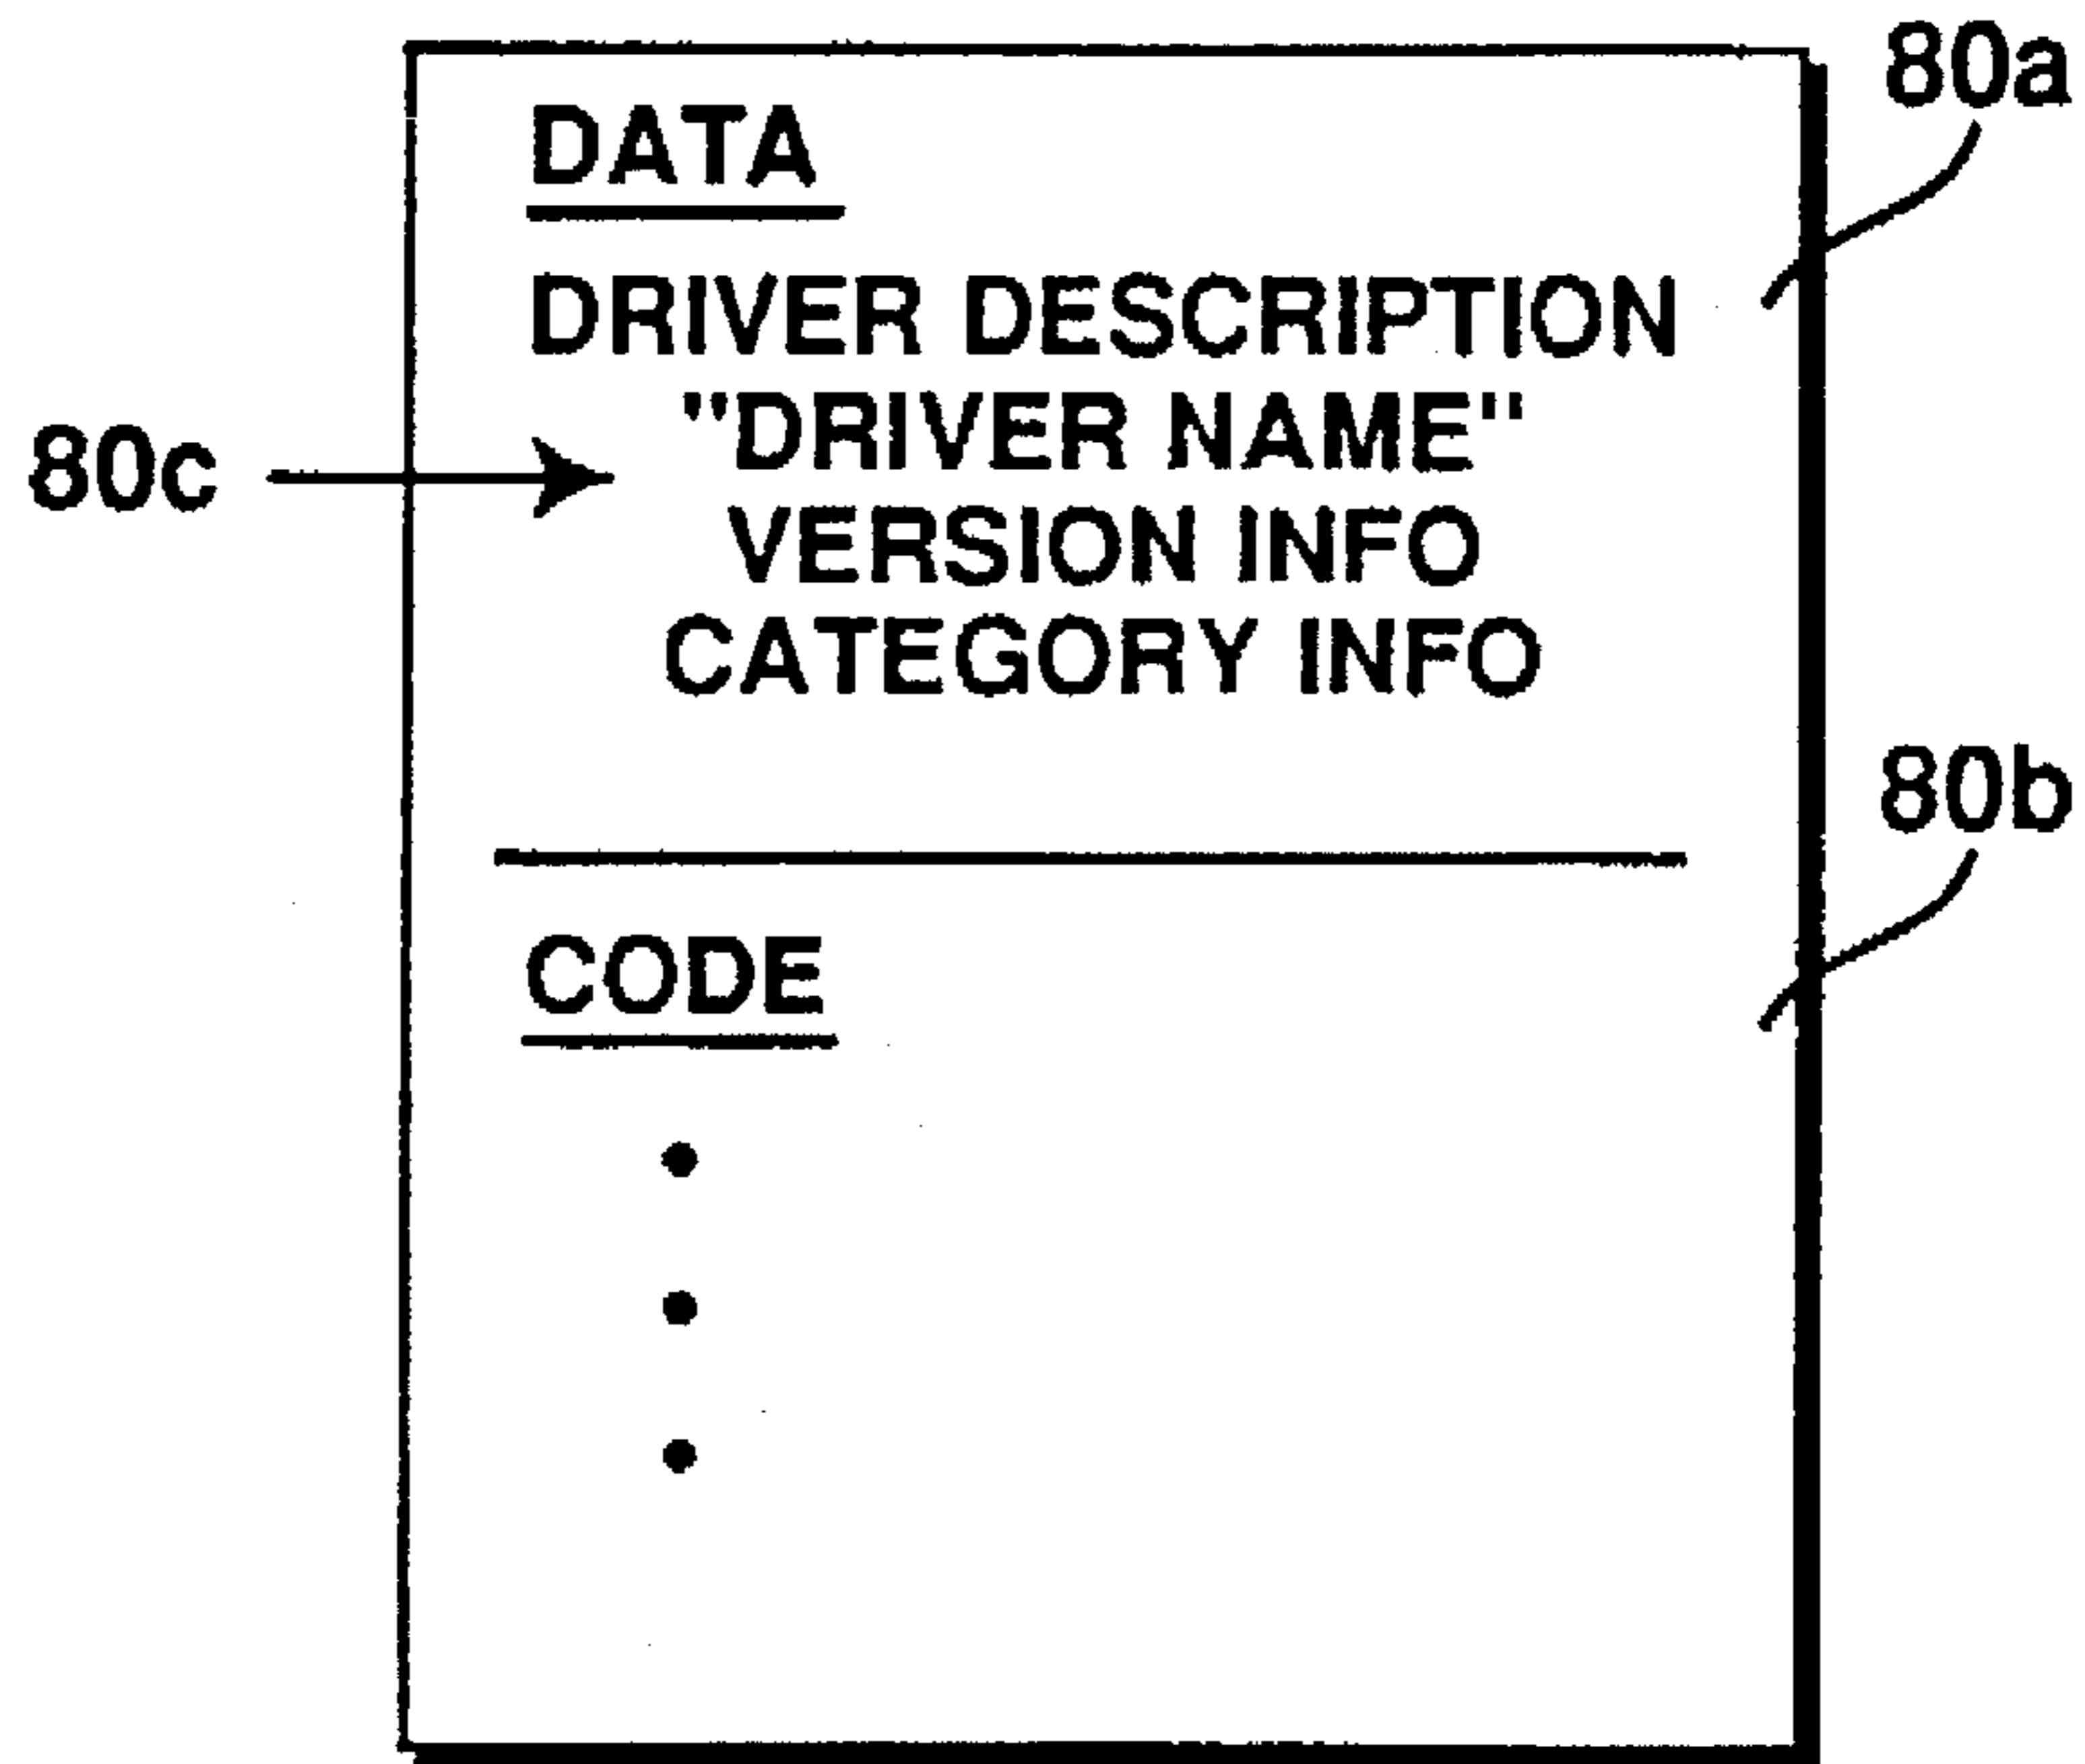 80a
DATA
DRIVER DESCRIPTION
"DRIVER NAME"
80c
VERSION INFO
CATEGORY INFO
80b
CODE